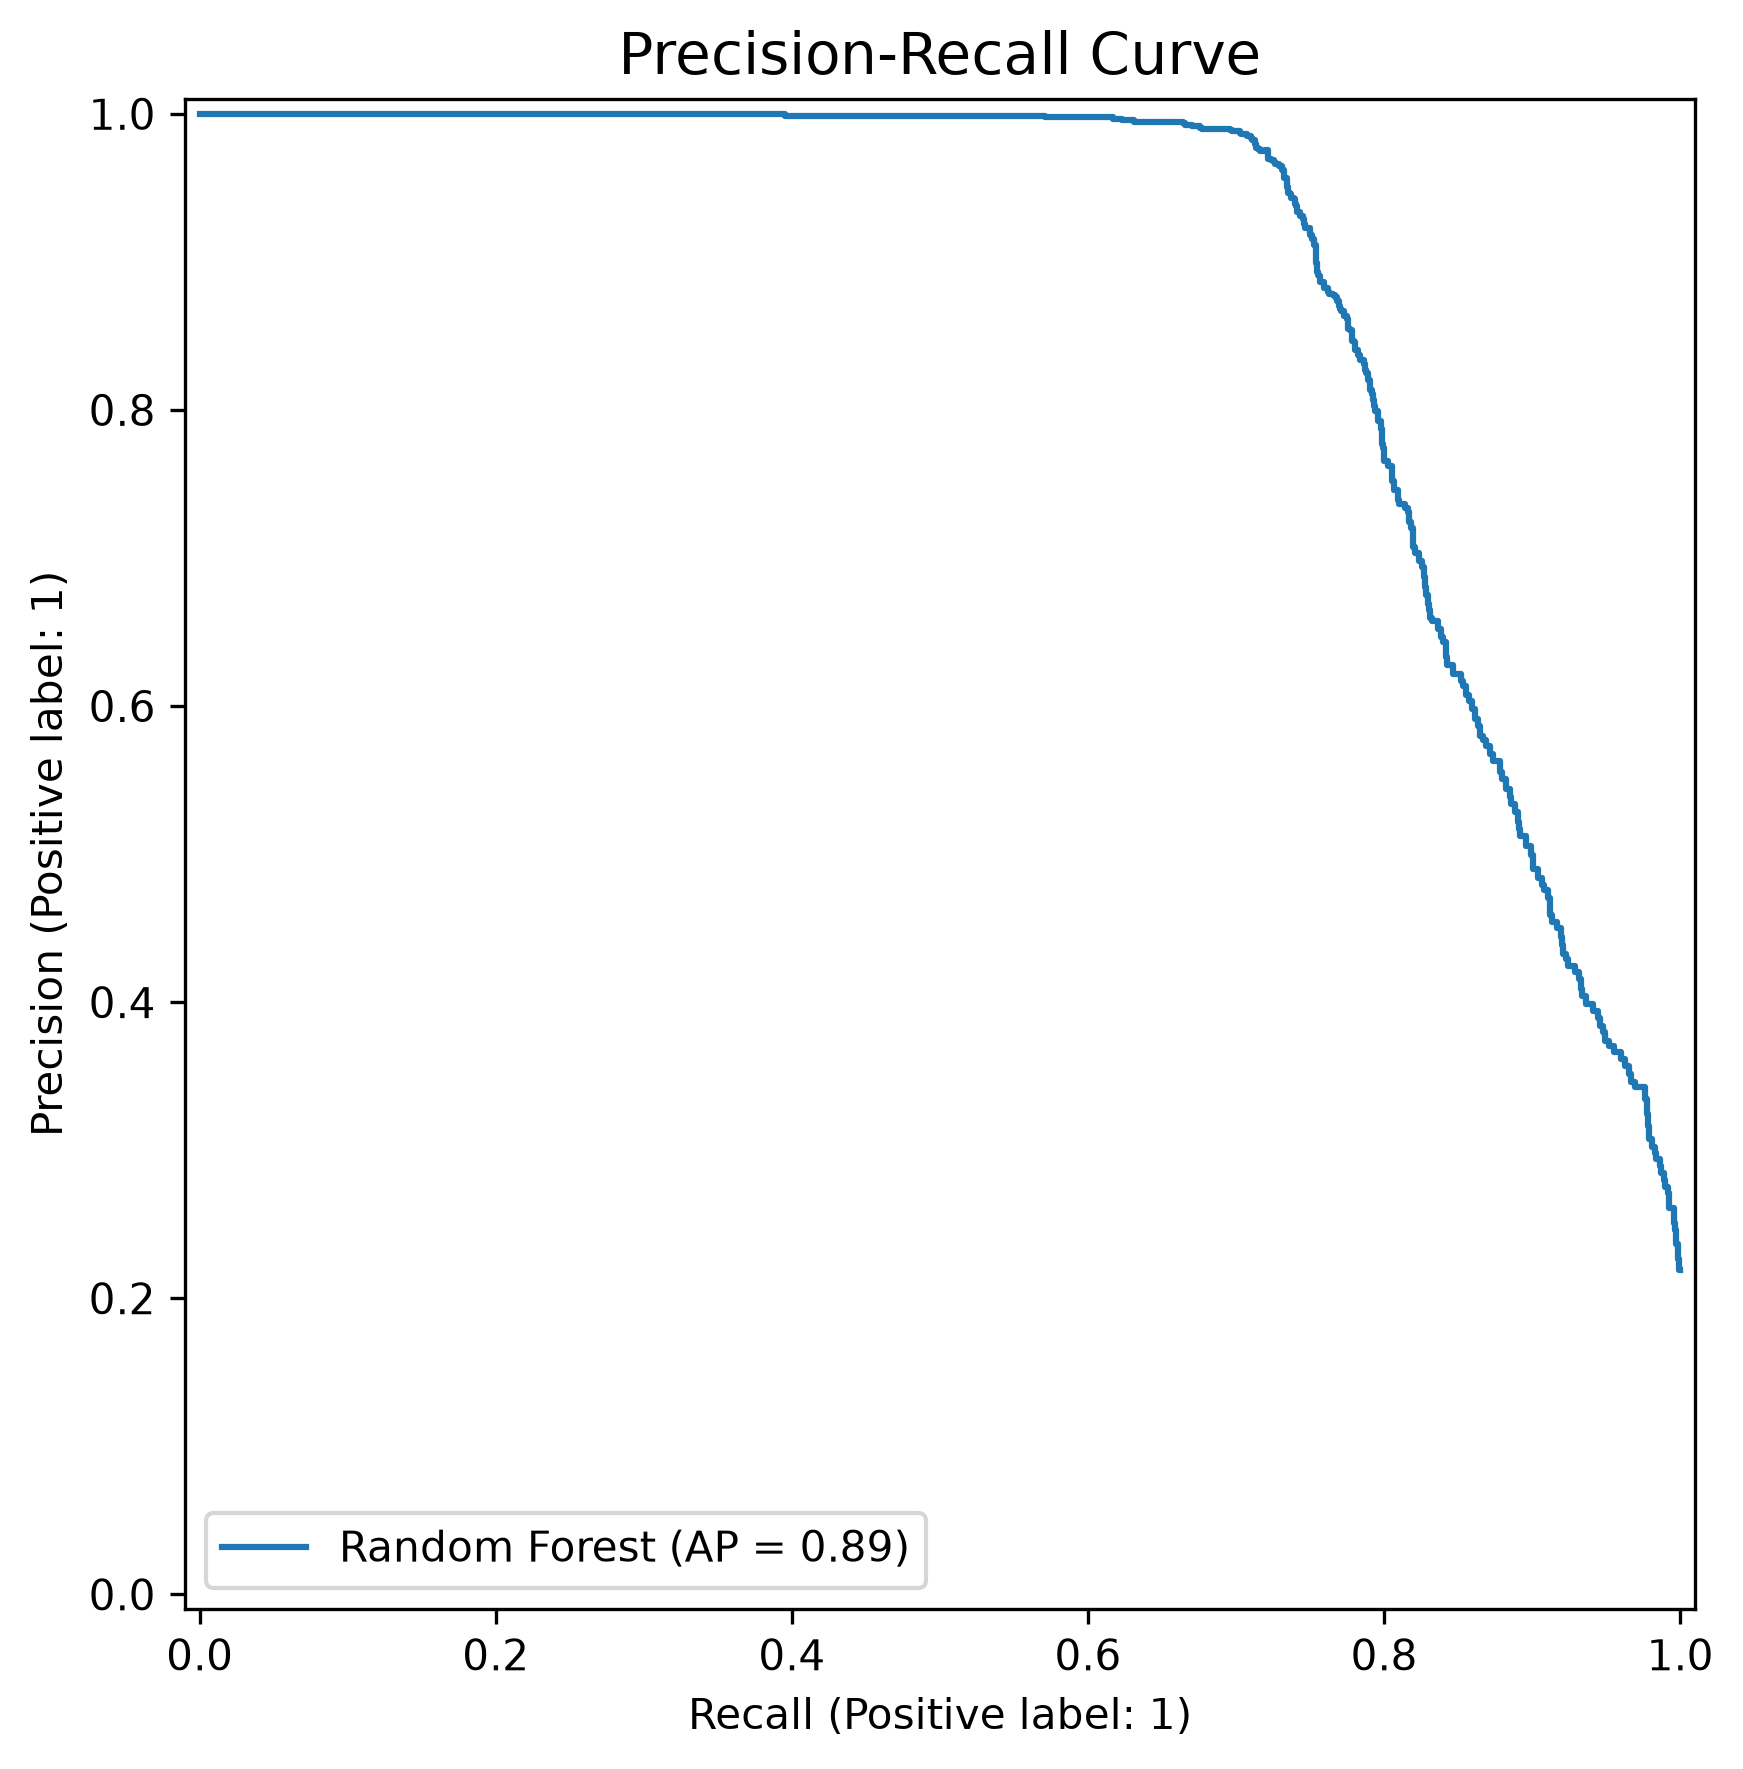 Precision-Recall Curve
1.0
0.8
0.6
0.4
0.2
0.0
Precision (Positive label: 1)
Random Forest (AP = 0.89)
0.0 0.2 0.4 0.6 0.8 1.0
Recall (Positive label: 1)